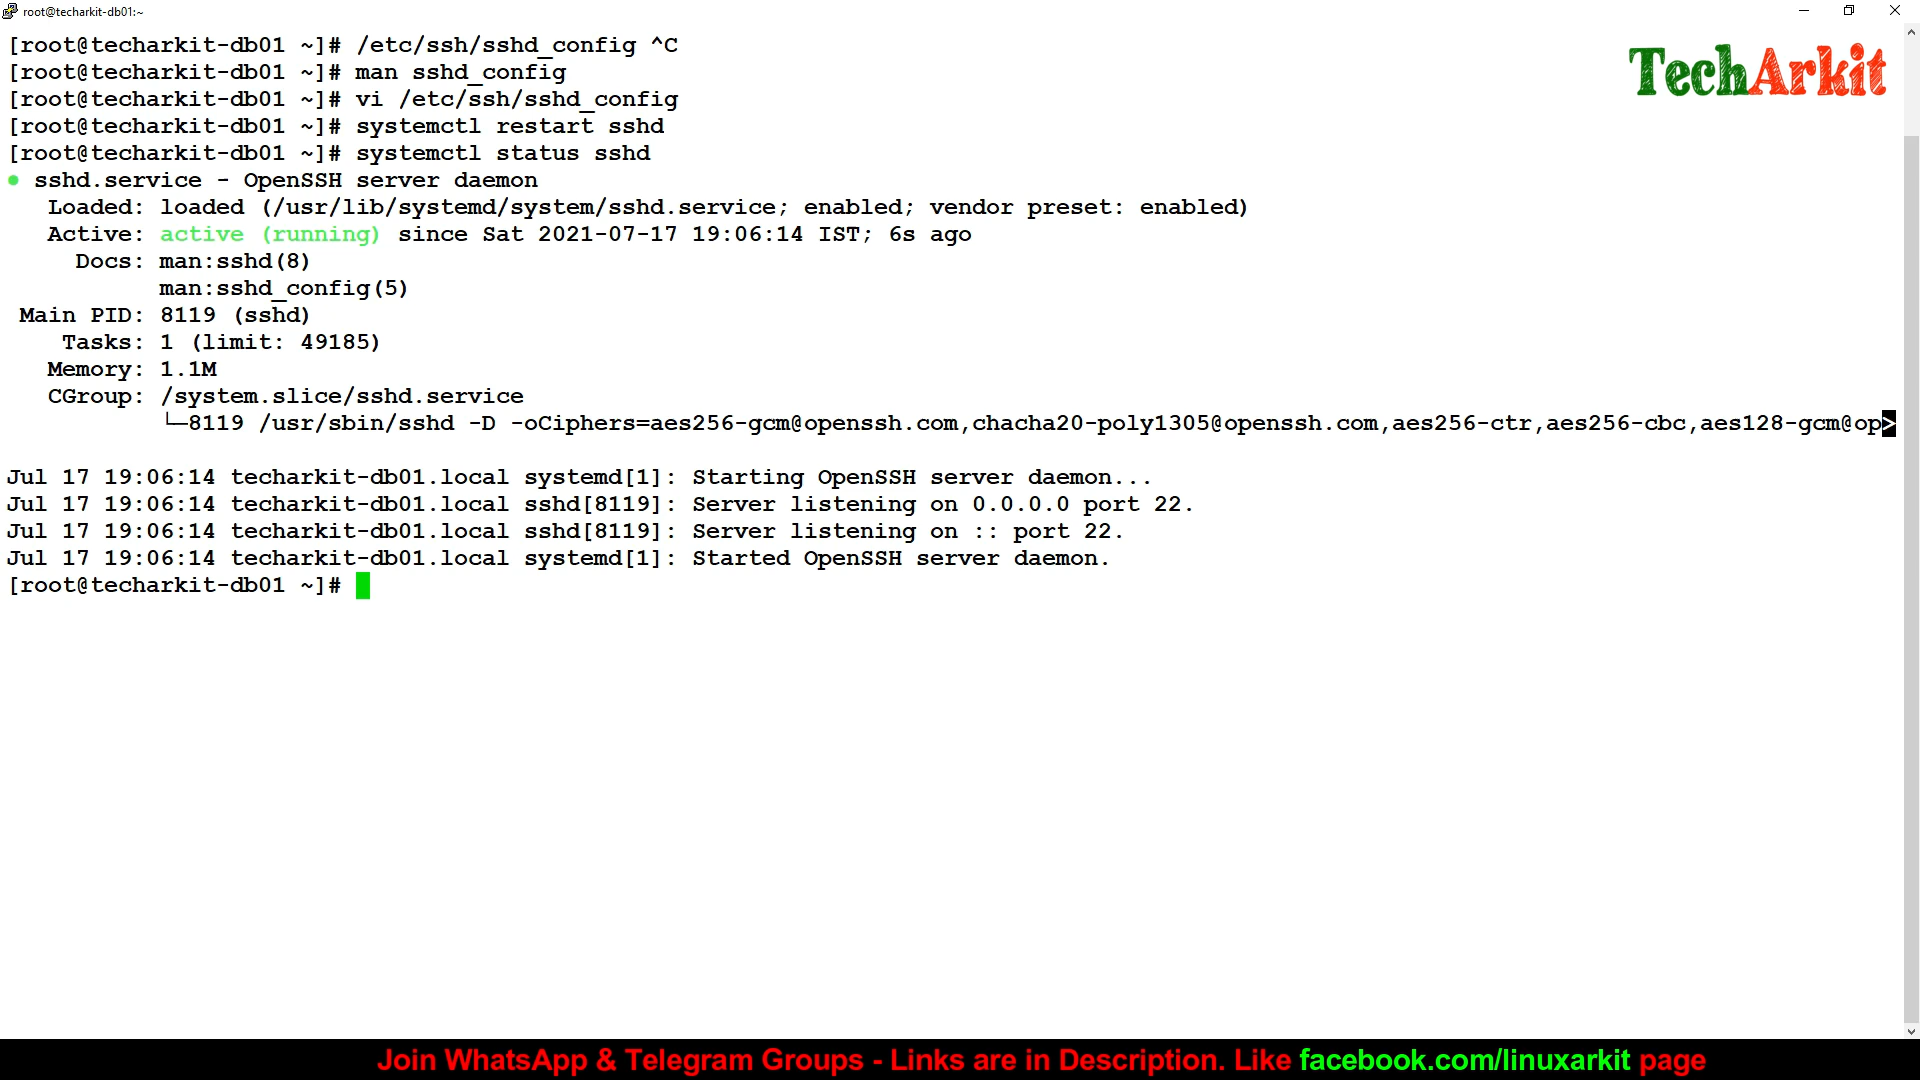 root@techarkit-db01:~
[root@techarkit-db01 ~]# /etc/ssh/sshd_config ^C
TechArkit
[root@techarkit-db01 ~]# man sshd_config
[root@techarkit-db01 ~]# vi /etc/ssh/sshd_config
[root@techarkit-db01 ~]# systemctl restart sshd
[root@techarkit-db01 ~]# systemctl status sshd
● sshd.service - OpenSSH server daemon
   Loaded: loaded (/usr/lib/systemd/system/sshd.service; enabled; vendor preset: enabled)
   Active: active (running) since Sat 2021-07-17 19:06:14 IST; 6s ago
     Docs: man:sshd(8)
           man:sshd_config(5)
 Main PID: 8119 (sshd)
    Tasks: 1 (limit: 49185)
   Memory: 1.1M
   CGroup: /system.slice/sshd.service
           └─8119 /usr/sbin/sshd -D -oCiphers=aes256-gcm@openssh.com,chacha20-poly1305@openssh.com,aes256-ctr,aes256-cbc,aes128-gcm@op>
Jul 17 19:06:14 techarkit-db01.local systemd[1]: Starting OpenSSH server daemon...
Jul 17 19:06:14 techarkit-db01.local sshd[8119]: Server listening on 0.0.0.0 port 22.
Jul 17 19:06:14 techarkit-db01.local sshd[8119]: Server listening on :: port 22.
Jul 17 19:06:14 techarkit-db01.local systemd[1]: Started OpenSSH server daemon.
[root@techarkit-db01 ~]#
Join WhatsApp & Telegram Groups - Links are in Description. Like facebook.com/linuxarkit page